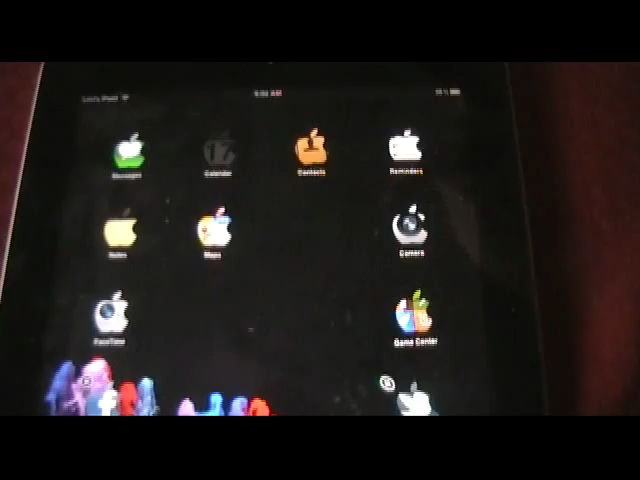 Messages Calendar Contacts Reminders
Notes Maps Camera
FaceTime Game Center